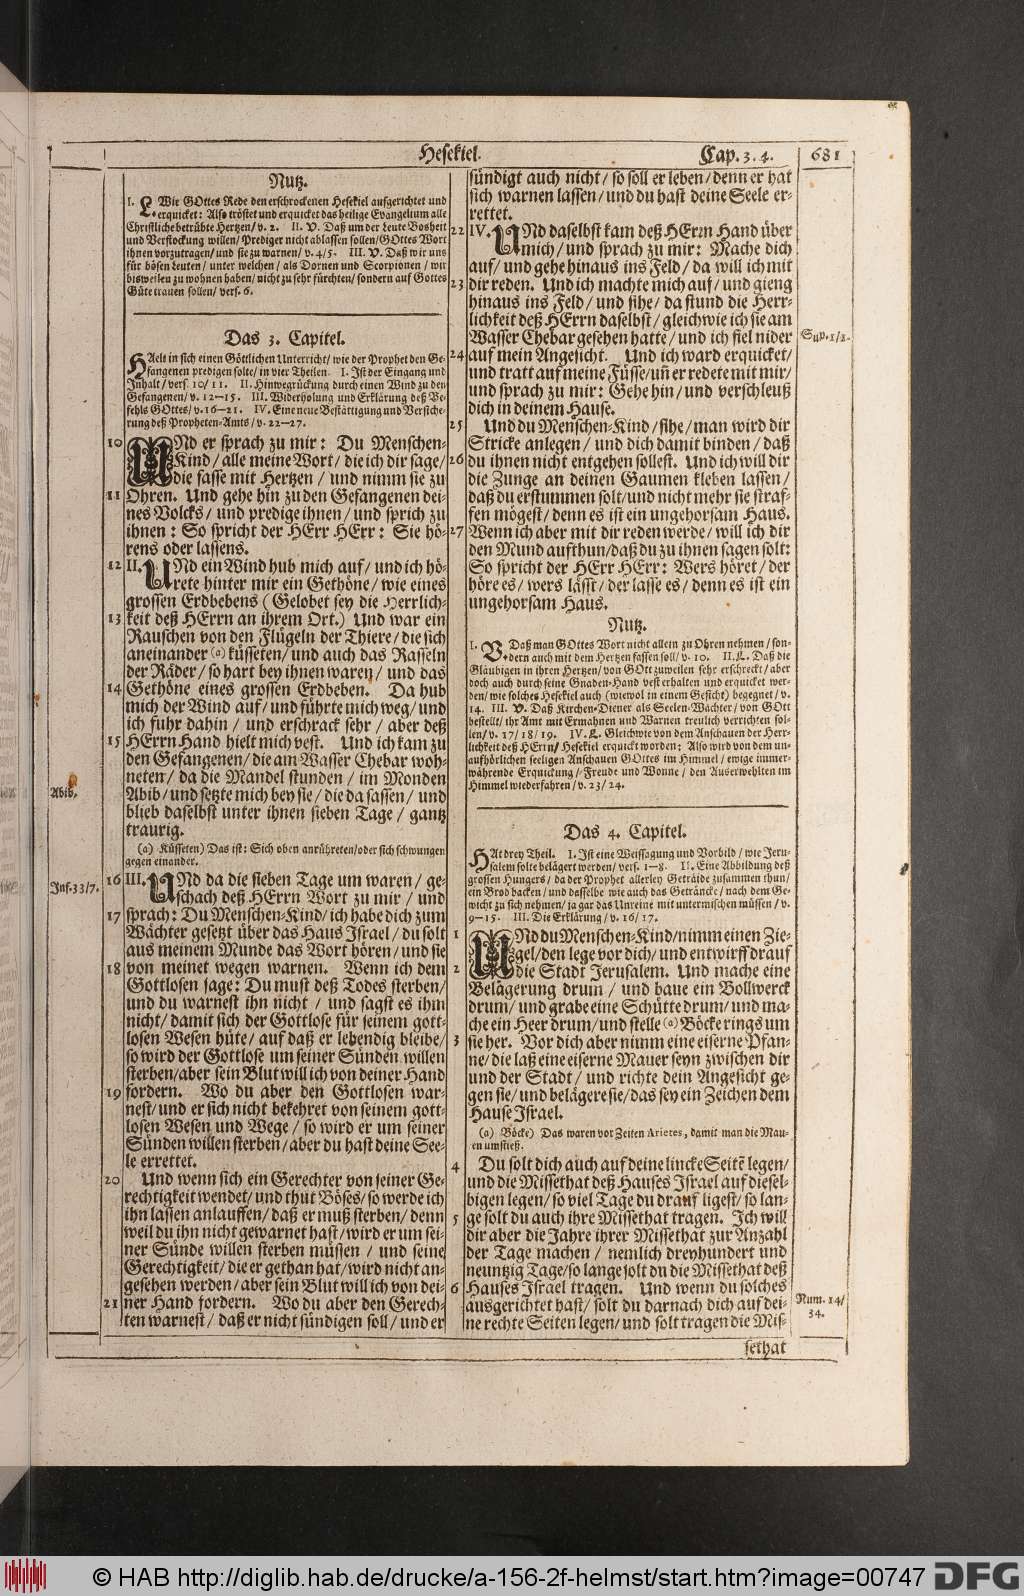 Hesekiel.
Cap. 3. 4.
681
Nutz.
I. L. Wir GOttes Rede den erschrockenen Hesekiel aufgerichtet und
erquicket: Also tröstet und erquicket das heilige Evangelium alle
Christliche betrübte Hertzen/ v. 2. II. V. Daß um der Leute Bosheit
und Verstockung willen/ Prediger nicht ablassen sollen/ GOttes Wort
ihnen vorzutragen/ und sie zu warnen/ v. 4/5. III. V. Daß wir uns
für bösen Leuten/ unter welchen/ als Dornen und Scorpionen/ wir
bisweilen zu wohnen haben/ nicht zu sehr fürchten/ sondern auf Gottes
Güte trauen sollen/ vers. 6.
Das 3. Capitel.
HAelt in sich einen Göttlichen Unterricht/ wie der Prophet den Ge-
fangenen predigen solte/ in vier Theilen. I. Ist der Eingang und
Inhalt/ vers. 10/11. II. Hinwegrückung durch einen Wind zu den
Gefangenen/ v. 12–15. III. Widerholung und Erklärung deß Be-
fehls GOttes/ v. 16–21. IV. Eine neue Bestättigung und Versiche-
rung deß Propheten-Amts/ v. 22–27.
10 UNd er sprach zu mir: Du Menschen-
Kind/ alle meine Wort/ die ich dir sage/
die fasse mit Hertzen/ und nimm sie zu
11 Ohren. Und gehe hin zu den Gefangenen dei-
nes Volcks/ und predige ihnen/ und sprich zu
ihnen: So spricht der HErr HErr: Sie hö-
rens oder lassens.
12 II. UNd ein Wind hub mich auf/ und ich hö-
rete hinter mir ein Gethöne/ wie eines
grossen Erdbebens (Gelobet sey die Herrlich-
13 keit deß HErrn an ihrem Ort.) Und war ein
Rauschen von den Flügeln der Thiere/ die sich
aneinander (a) küsseten/ und auch das Rasseln
der Räder/ so hart bey ihnen waren/ und das
14 Gethöne eines grossen Erdbeben. Da hub
mich der Wind auf/ und führte mich weg/ und
ich fuhr dahin/ und erschrack sehr/ aber deß
15 HErrn Hand hielt mich vest. Und ich kam zu
den Gefangenen/ die am Wasser Chebar woh-
neten/ da die Mandel stunden/ im Monden
Abib.
Abib/ und setzte mich bey sie/ die da sassen/ und
blieb daselbst unter ihnen sieben Tage/ gantz
traurig.
(a) Küsseten) Das ist: Sich oben anrühreten/ oder sich schwungen
gegen einander.
Inf. 33/7.
16 III. UNd da die sieben Tage um waren/ ge-
schach deß HErrn Wort zu mir/ und
17 sprach: Du Menschen-Kind/ ich habe dich zum
Wächter gesetzt über das Haus Israel/ du solt
aus meinem Munde das Wort hören/ und sie
18 von meinet wegen warnen. Wenn ich dem
Gottlosen sage: Du must deß Todes sterben/
und du warnest ihn nicht/ und sagst es ihm
nicht/ damit sich der Gottlose für seinem gott-
losen Wesen hüte/ auf daß er lebendig bleibe/
so wird der Gottlose um seiner Sünden willen
sterben/ aber sein Blut will ich von deiner Hand
19 fordern. Wo du aber den Gottlosen war-
nest/ und er sich nicht bekehret von seinem gott-
losen Wesen und Wege/ so wird er um seiner
Sünden willen sterben/ aber du hast deine See-
le errettet.
20 Und wenn sich ein Gerechter von seiner Ge-
rechtigkeit wendet/ und thut Böses/ so werde ich
ihn lassen anlauffen/ daß er muß sterben/ denn
weil du ihn nicht gewarnet hast/ wird er um sei-
ner Sünde willen sterben müssen/ und seine
Gerechtigkeit/ die er gethan hat/ wird nicht an-
gesehen werden/ aber sein Blut will ich von dei-
21 ner Hand fordern. Wo du aber den Gerech-
ten warnest/ daß er nicht sündigen soll/ und er
sündigt auch nicht/ so soll er leben/ denn er hat
sich warnen lassen/ und du hast deine Seele er-
rettet.
22 IV. UNd daselbst kam deß HErrn Hand über
mich/ und sprach zu mir: Mache dich
auf/ und gehe hinaus ins Feld/ da will ich mit
23 dir reden. Und ich machte mich auf/ und gieng
hinaus ins Feld/ und sihe/ da stund die Herr-
lichkeit deß HErrn daselbst/ gleichwie ich sie am
Wasser Chebar gesehen hatte/ und ich fiel nider
Sup. 1/1.
24 auf mein Angesicht. Und ich ward erquicket/
und tratt auf meine Füsse/ uñ er redete mit mir/
und sprach zu mir: Gehe hin/ und verschleuß
dich in deinem Hause.
25 Und du Menschen-Kind/ sihe/ man wird dir
Stricke anlegen/ und dich damit binden/ daß
26 du ihnen nicht entgehen sollest. Und ich will dir
die Zunge an deinen Gaumen kleben lassen/
daß du erstummen solt/ und nicht mehr sie straf-
fen mögest/ denn es ist ein ungehorsam Haus.
27 Wenn ich aber mit dir reden werde/ will ich dir
den Mund aufthun/ daß du zu ihnen sagen solt:
So spricht der HErr HErr: Wers höret/ der
höre es/ wers lässt/ der lasse es/ denn es ist ein
ungehorsam Haus.
Nutz.
I. V. Daß man GOttes Wort nicht allein zu Ohren nehmen/ son-
dern auch mit dem Hertzen fassen soll/ v. 10. II. L. Daß die
Gläubigen in ihren Hertzen/ von GOtt zuweilen sehr erschreckt/ aber
doch auch durch seine Gnaden-Hand vest erhalten und erquicket wer-
den/ wie solches Hesekiel auch (wiewol in einem Gesicht) begegnet/ v.
14. III. V. Daß Kirchen-Diener als Seelen-Wächter/ von GOtt
bestellt/ ihr Amt mit Ermahnen und Warnen treulich verrichten sol-
len/ v. 17/18/19. IV. L. Gleichwie von dem Anschauen der Herr-
lichkeit deß HErrn/ Hesekiel erquickt worden: Also wird von dem un-
aufhörlichen seeligen Anschauen GOttes im Himmel/ ewige immer-
währende Erquickung/ Freude und Wonne/ den Auserwehlten im
Himmel wiederfahren/ v. 23/24.
Das 4. Capitel.
HAt drey Theil. I. Ist eine Weissagung und Vorbild/ wie Jeru-
salem solte belägert werden/ vers. 1–8. II. Eine Abbildung deß
grossen Hungers/ da der Prophet allerley Getraide zusammen thun/
ein Brod backen/ und dasselbe wie auch das Geträncke/ nach dem Ge-
wicht zu sich nehmen/ ja gar das Unreine mit untermischen müssen/ v.
9–15. III. Die Erklärung/ v. 16/17.
1 UNd du Menschen-Kind/ nimm einen Zie-
gel/ den lege vor dich/ und entwirff drauf
2 die Stadt Jerusalem. Und mache eine
Belägerung drum/ und baue ein Bollwerck
drum/ und grabe eine Schütte drum/ und ma-
che ein Heer drum/ und stelle (a) Böcke rings um
3 sie her. Vor dich aber nimm eine eiserne Pfan-
ne/ die laß eine eiserne Mauer seyn zwischen dir
und der Stadt/ und richte dein Angesicht ge-
gen sie/ und belägere sie/ das sey ein Zeichen dem
Hause Israel.
(a) Böcke) Das waren vor Zeiten Arietes, damit man die Mau-
en umstieß.
4 Du solt dich auch auf deine lincke Seitē legen/
und die Missethat deß Hauses Israel auf diesel-
bigen legen/ so viel Tage du drauf ligest/ so lan-
5 ge solt du auch ihre Missethat tragen. Ich will
dir aber die Jahre ihrer Missethat zur Anzahl
der Tage machen/ nemlich dreyhundert und
neuntzig Tage/ so lange solt du die Missethat deß
6 Hauses Israel tragen. Und wenn du solches
Num. 14/
34.
ausgerichtet hast/ solt du darnach dich auf dei-
ne rechte Seiten legen/ und solt tragen die Mis-
sethat
© HAB http://diglib.hab.de/drucke/a-156-2f-helmst/start.htm?image=00747
DFG